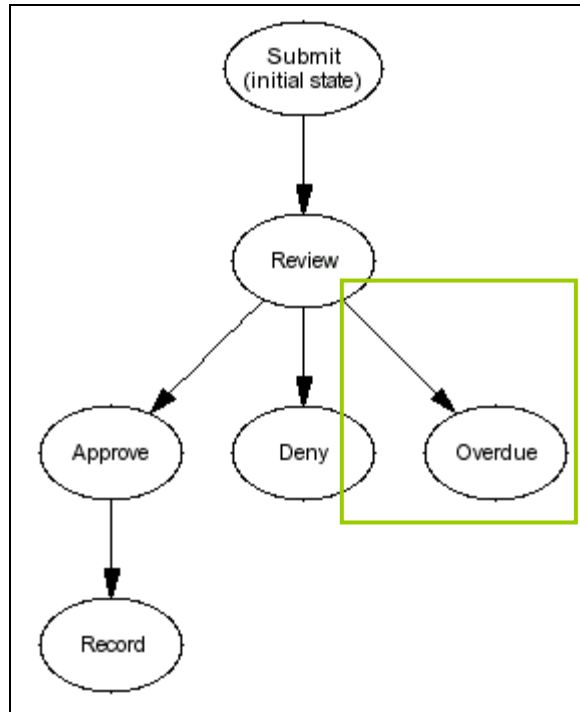 Submit
(initial state)
Review
Approve
Deny
Overdue
Record